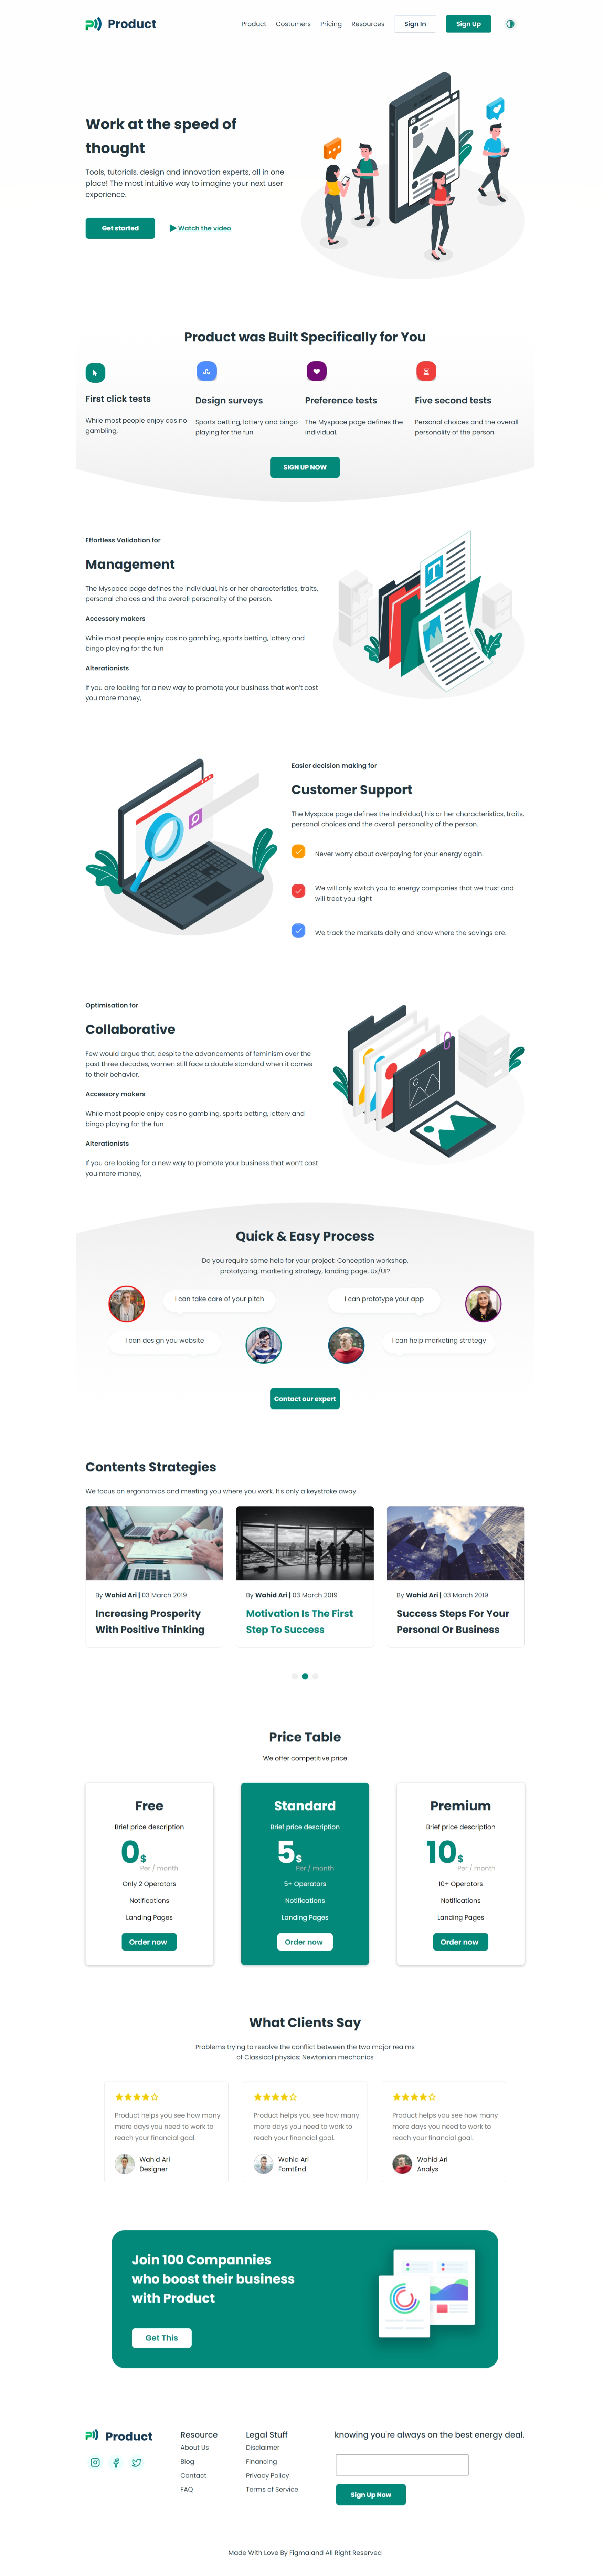 Product
Product Costumers Pricing Resources Sign In Sign Up
Work at the speed of
thought
Tools, tutorials, design and innovation experts, all in one
place! The most intuitive way to imagine your next user
experience.
Get started
Watch the video
Product was Built Specifically for You
First click tests
While most people enjoy casino
gambling,
Design surveys
Sports betting, lottery and bingo
playing for the fun
Preference tests
The Myspace page defines the
individual.
Five second tests
Personal choices and the overall
personality of the person.
SIGN UP NOW
Effortless Validation for
Management
The Myspace page defines the individual, his or her characteristics, traits,
personal choices and the overall personality of the person.
Accessory makers
While most people enjoy casino gambling, sports betting, lottery and
bingo playing for the fun
Alterationists
If you are looking for a new way to promote your business that won't cost
you more money,
T
Easier decision making for
Customer Support
The Myspace page defines the individual, his or her characteristics, traits,
personal choices and the overall personality of the person.
Never worry about overpaying for your energy again.
We will only switch you to energy companies that we trust and
will treat you right
We track the markets daily and know where the savings are.
Optimisation for
Collaborative
Few would argue that, despite the advancements of feminism over the
past three decades, women still face a double standard when it comes
to their behavior.
Accessory makers
While most people enjoy casino gambling, sports betting, lottery and
bingo playing for the fun
Alterationists
If you are looking for a new way to promote your business that won't cost
you more money,
Quick & Easy Process
Do you require some help for your project: Conception workshop,
prototyping, marketing strategy, landing page, Ux/UI?
I can take care of your pitch
I can prototype your app
I can design you website
I can help marketing strategy
Contact our expert
Contents Strategies
We focus on ergonomics and meeting you where you work. It's only a keystroke away.
By Wahid Ari | 03 March 2019
Increasing Prosperity
With Positive Thinking
By Wahid Ari | 03 March 2019
Motivation Is The First
Step To Success
By Wahid Ari | 03 March 2019
Success Steps For Your
Personal Or Business
Price Table
We offer competitive price
Free
Brief price description
0$
Per / month
Only 2 Operators
Notifications
Landing Pages
Order now
Standard
Brief price description
5$
Per / month
5+ Operators
Notifications
Landing Pages
Order now
Premium
Brief price description
10$
Per / month
10+ Operators
Notifications
Landing Pages
Order now
What Clients Say
Problems trying to resolve the conflict between the two major realms
of Classical physics: Newtonian mechanics
Product helps you see how many
more days you need to work to
reach your financial goal.
Wahid Ari
Designer
Product helps you see how many
more days you need to work to
reach your financial goal.
Wahid Ari
ForntEnd
Product helps you see how many
more days you need to work to
reach your financial goal.
Wahid Ari
Analys
Join 100 Compannies
who boost their business
with Product
Get This
Product
Resource
About Us
Blog
Contact
FAQ
Legal Stuff
Disclaimer
Financing
Privacy Policy
Terms of Service
knowing you're always on the best energy deal.
Sign Up Now
Made With Love By Figmaland All Right Reserved